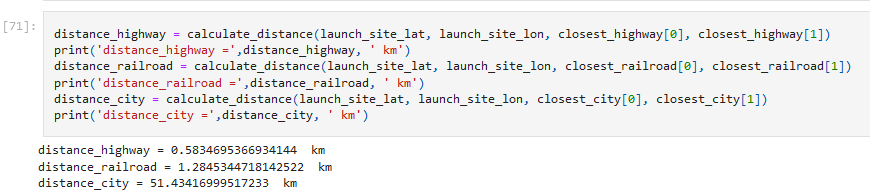 [71]:
distance_highway = calculate_distance(launch_site_lat, launch_site_lon, closest_highway[0], closest_highway[1])
print('distance_highway =',distance_highway, ' km')
distance_railroad = calculate_distance(launch_site_lat, launch_site_lon, closest_railroad[0], closest_railroad[1])
print('distance_railroad =',distance_railroad, ' km')
distance_city = calculate_distance(launch_site_lat, launch_site_lon, closest_city[0], closest_city[1])
print('distance_city =',distance_city, ' km')
distance_highway = 0.5834695366934144  km
distance_railroad = 1.2845344718142522  km
distance_city = 51.43416999517233  km